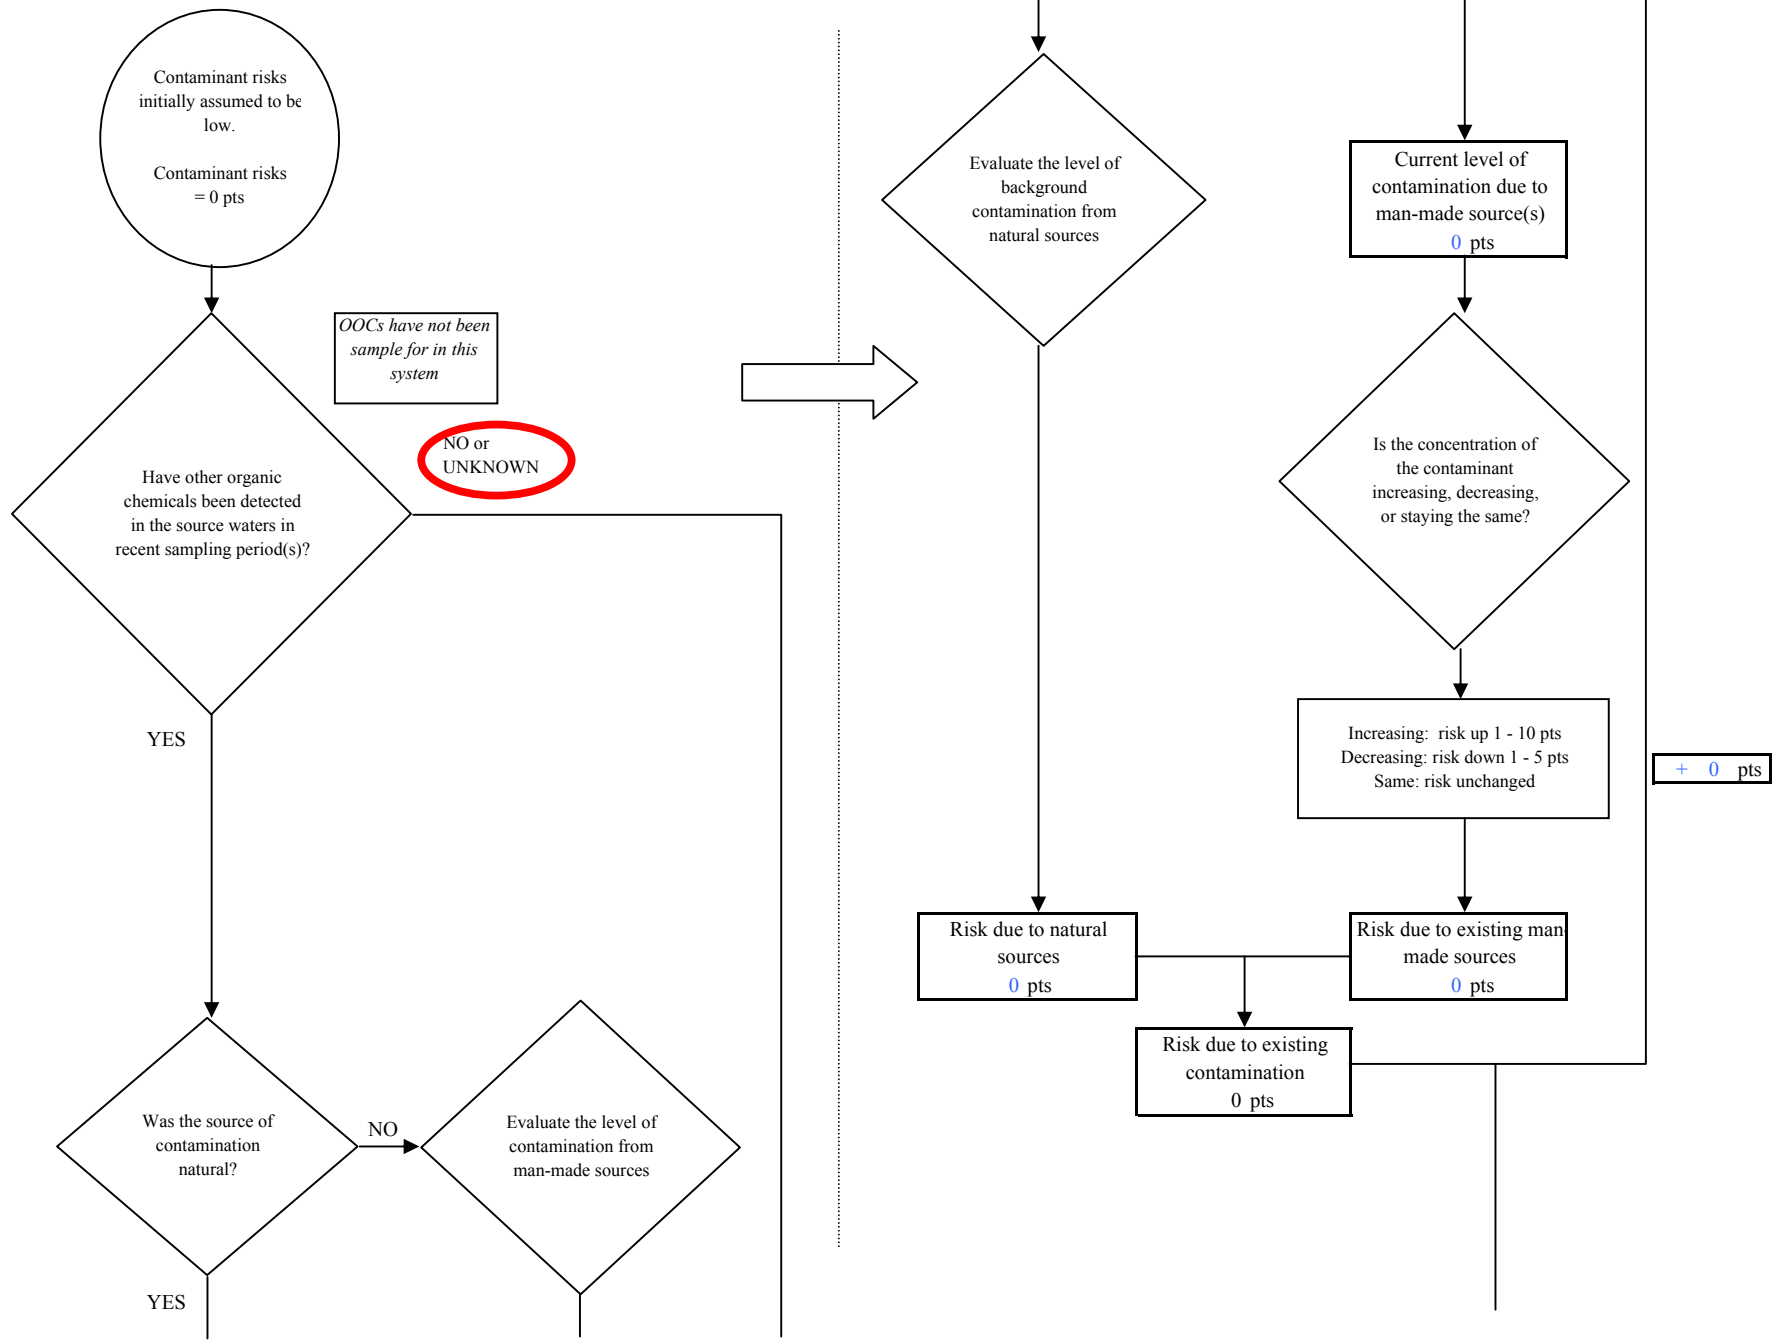 Contaminant risks
initially assumed to be
low.
Contaminant risks
= 0 pts
OOCs have not been
sample for in this
system
NO or
UNKNOWN
Have other organic
chemicals been detected
in the source waters in
recent sampling period(s)?
YES
Was the source of
contamination
natural?
NO
Evaluate the level of
contamination from
man-made sources
YES
Evaluate the level of
background
contamination from
natural sources
Current level of
contamination due to
man-made source(s)
0 pts
Is the concentration of
the contaminant
increasing, decreasing,
or staying the same?
Increasing: risk up 1 - 10 pts
Decreasing: risk down 1 - 5 pts
Same: risk unchanged
+ 0 pts
Risk due to natural
sources
0 pts
Risk due to existing man-
made sources
0 pts
Risk due to existing
contamination
0 pts